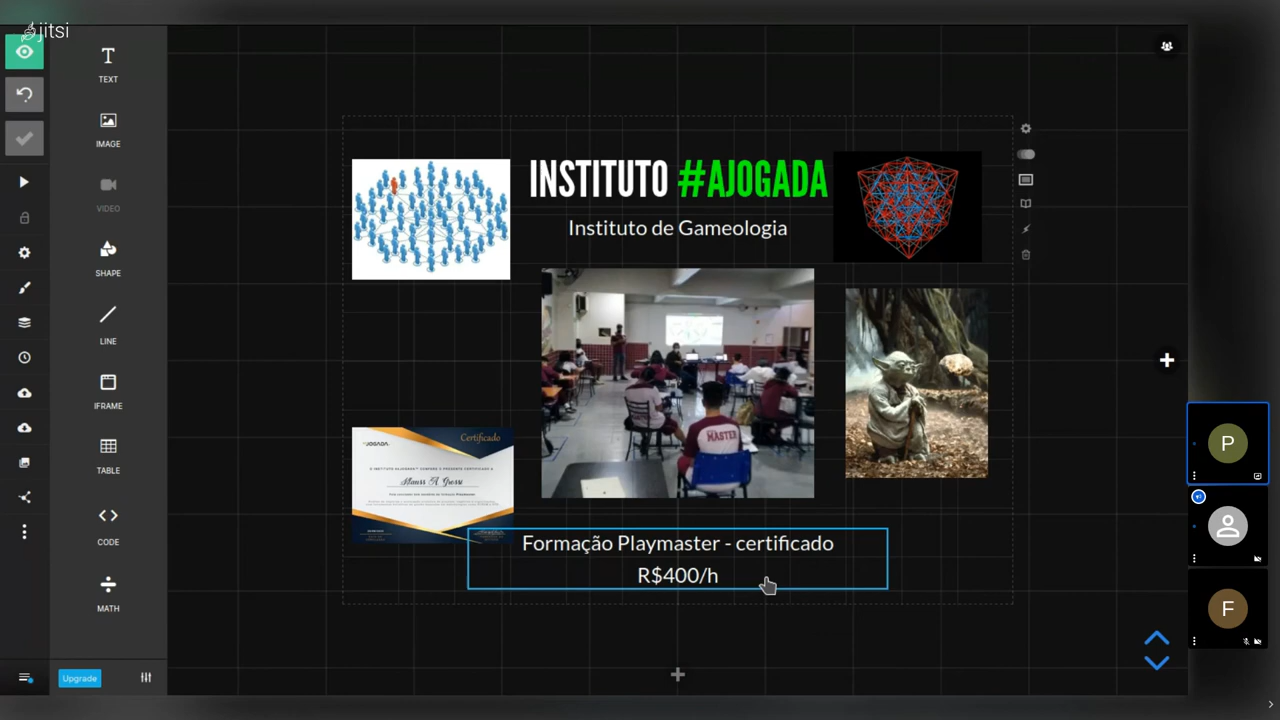 jitsi
TEXT
IMAGE
VIDEO
SHAPE
LINE
IFRAME
TABLE
CODE
MATH
Upgrade
INSTITUTO #AJOGADA
Instituto de Gameologia
MASTER
Certificado
Formação Playmaster - certificado
R$400/h
P
F